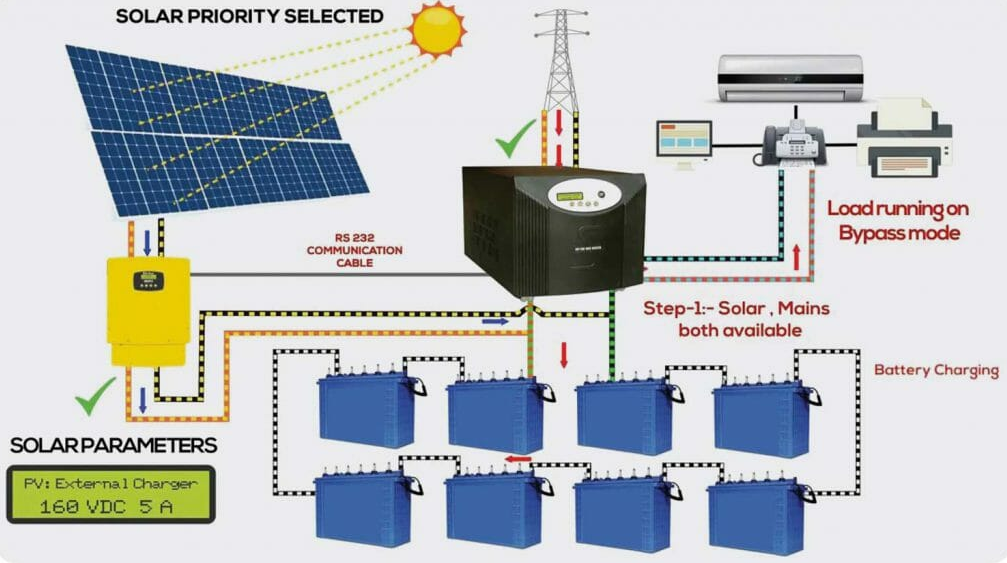 SOLAR PRIORITY SELECTED
RS 232
COMMUNICATION
CABLE
Load running on
Bypass mode
Step-1:- Solar , Mains
both available
Battery Charging
SOLAR PARAMETERS
PV: External Charger
160 VDC 5 A